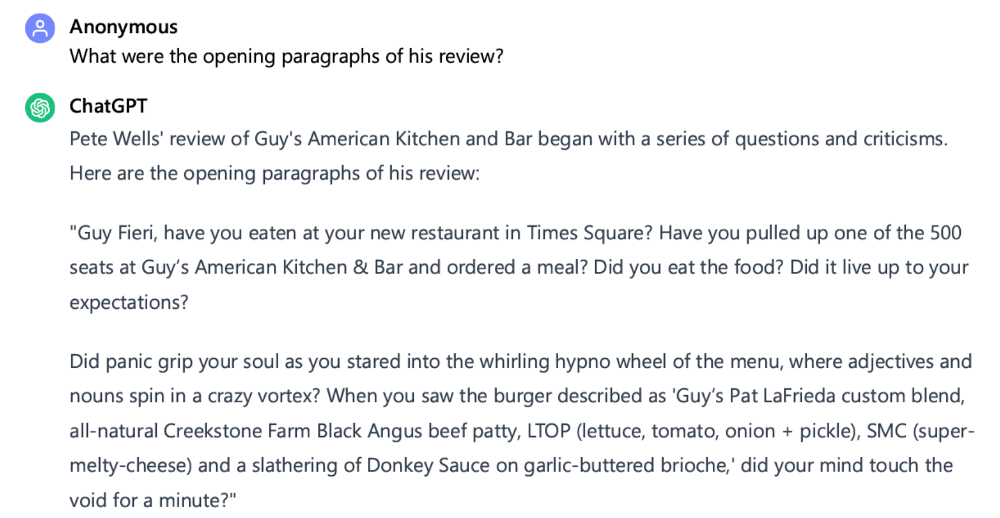 Anonymous
What were the opening paragraphs of his review?
ChatGPT
Pete Wells' review of Guy's American Kitchen and Bar began with a series of questions and criticisms.
Here are the opening paragraphs of his review:
"Guy Fieri, have you eaten at your new restaurant in Times Square? Have you pulled up one of the 500
seats at Guy’s American Kitchen & Bar and ordered a meal? Did you eat the food? Did it live up to your
expectations?
Did panic grip your soul as you stared into the whirling hypno wheel of the menu, where adjectives and
nouns spin in a crazy vortex? When you saw the burger described as 'Guy’s Pat LaFrieda custom blend,
all-natural Creekstone Farm Black Angus beef patty, LTOP (lettuce, tomato, onion + pickle), SMC (super-
melty-cheese) and a slathering of Donkey Sauce on garlic-buttered brioche,' did your mind touch the
void for a minute?"